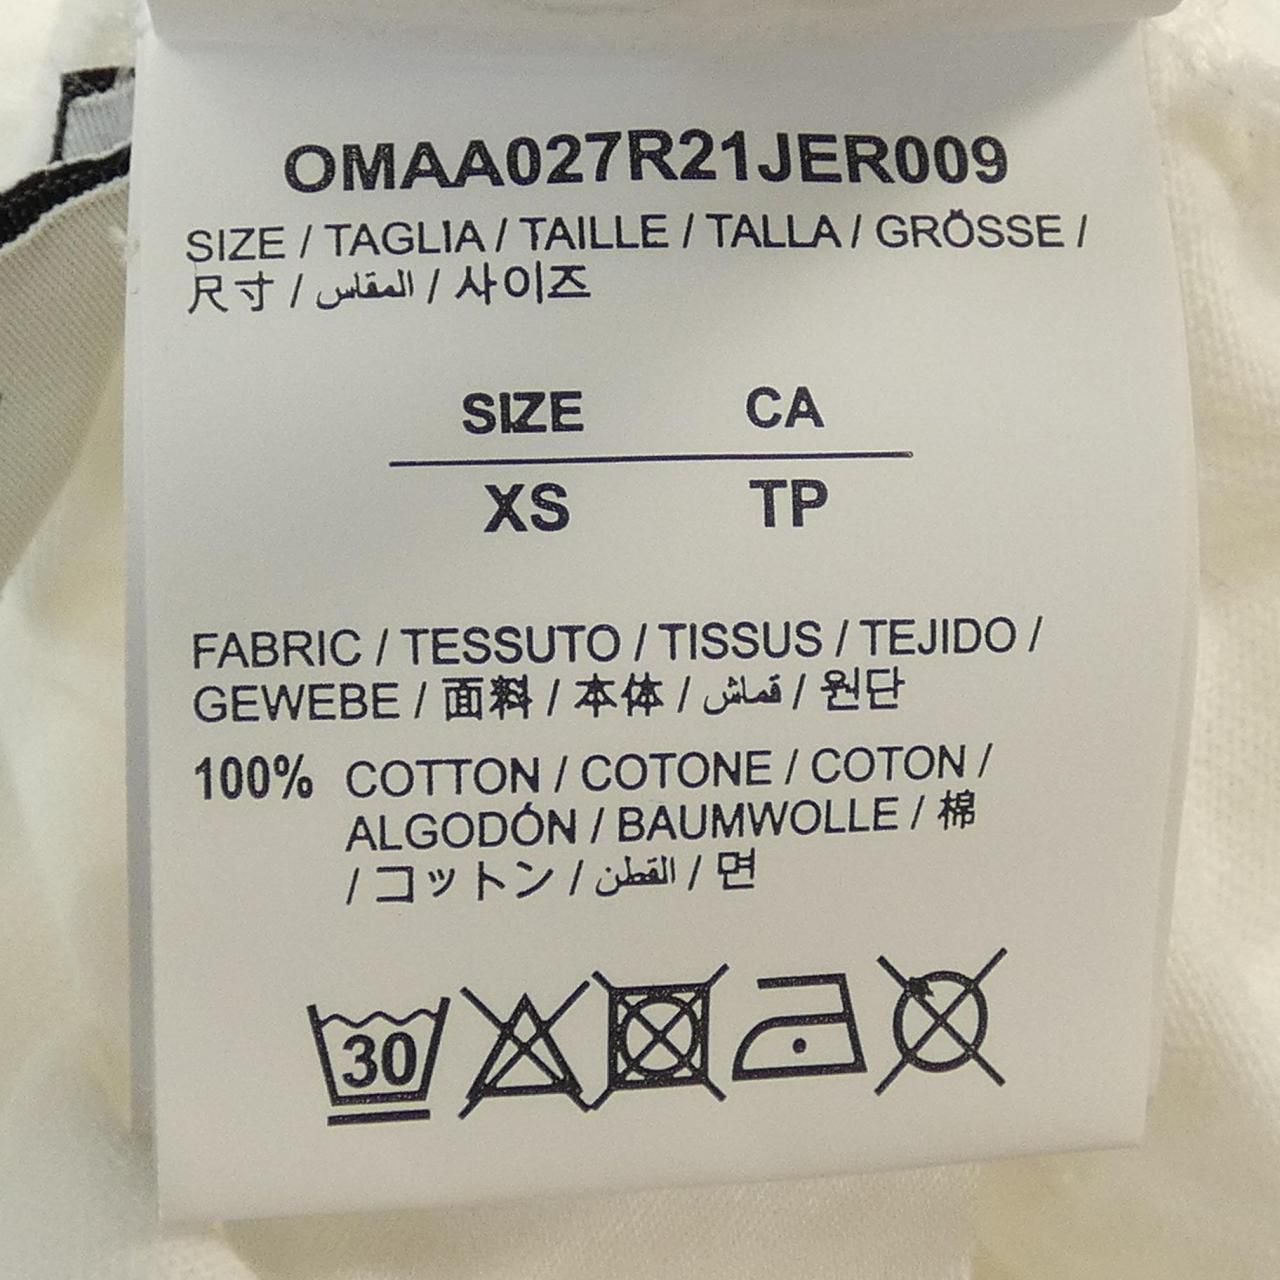 OMAA027R21JER009
SIZE / TAGLIA / TAILLE / TALLA / GRÖSSE /
尺寸 / المقاس / 사이즈
SIZE CA
XS TP
FABRIC / TESSUTO / TISSUS / TEJIDO /
GEWEBE / 面料 / 本体 / قماش / 원단
100% COTTON / COTONE / COTON /
ALGODÓN / BAUMWOLLE / 棉
/ コットン / القطن / 면
30